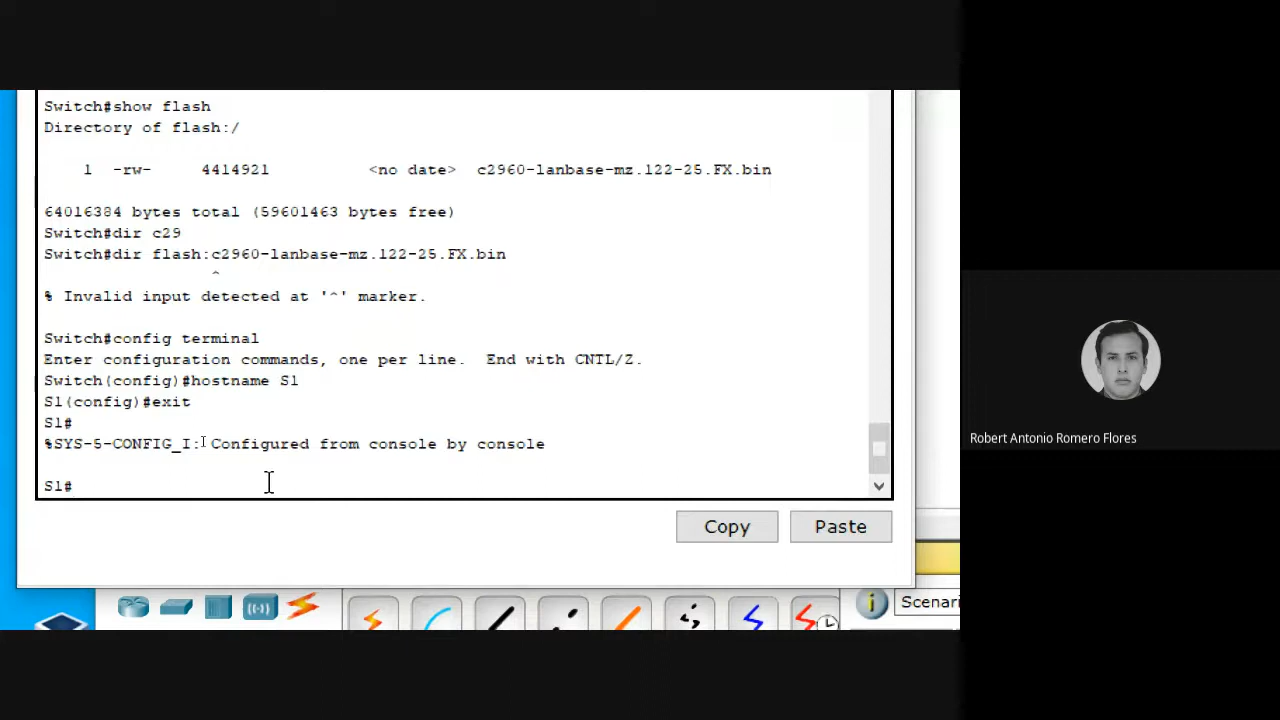 Switch#show flash
Directory of flash:/
1 -rw- 4414921 <no date> c2960-lanbase-mz.122-25.FX.bin
64016384 bytes total (59601463 bytes free)
Switch#dir c29
Switch#dir flash:c2960-lanbase-mz.122-25.FX.bin
^
% Invalid input detected at '^' marker.
Switch#config terminal
Enter configuration commands, one per line. End with CNTL/Z.
Switch(config)#hostname S1
S1(config)#exit
S1#
%SYS-5-CONFIG_I: Configured from console by console
S1#
Copy Paste
Robert Antonio Romero Flores
i Scenari